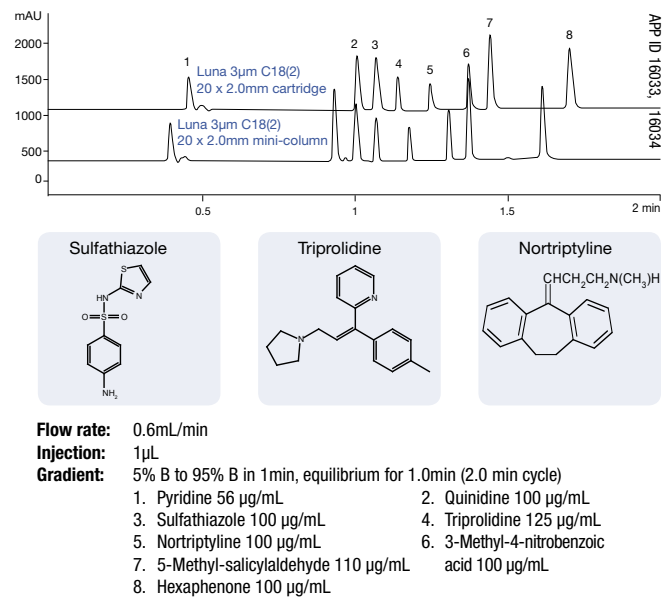 mAU
2000
1500
1000
500
0
1
2
3
4
5
6
7
8
Luna 3µm C18(2)
20 x 2.0mm cartridge
Luna 3µm C18(2)
20 x 2.0mm mini-column
0.5
1
1.5
2 min
APP ID 16033, 16034
Sulfathiazole
S
N
HN
O
S
O
NH2
Triprolidine
N
N
Nortriptyline
CHCH2CH2N(CH3)H
Flow rate: 0.6mL/min
Injection: 1µL
Gradient: 5% B to 95% B in 1min, equilibrium for 1.0min (2.0 min cycle)
1. Pyridine 56 µg/mL
2. Quinidine 100 µg/mL
3. Sulfathiazole 100 µg/mL
4. Triprolidine 125 µg/mL
5. Nortriptyline 100 µg/mL
6. 3-Methyl-4-nitrobenzoic
acid 100 µg/mL
7. 5-Methyl-salicylaldehyde 110 µg/mL
8. Hexaphenone 100 µg/mL